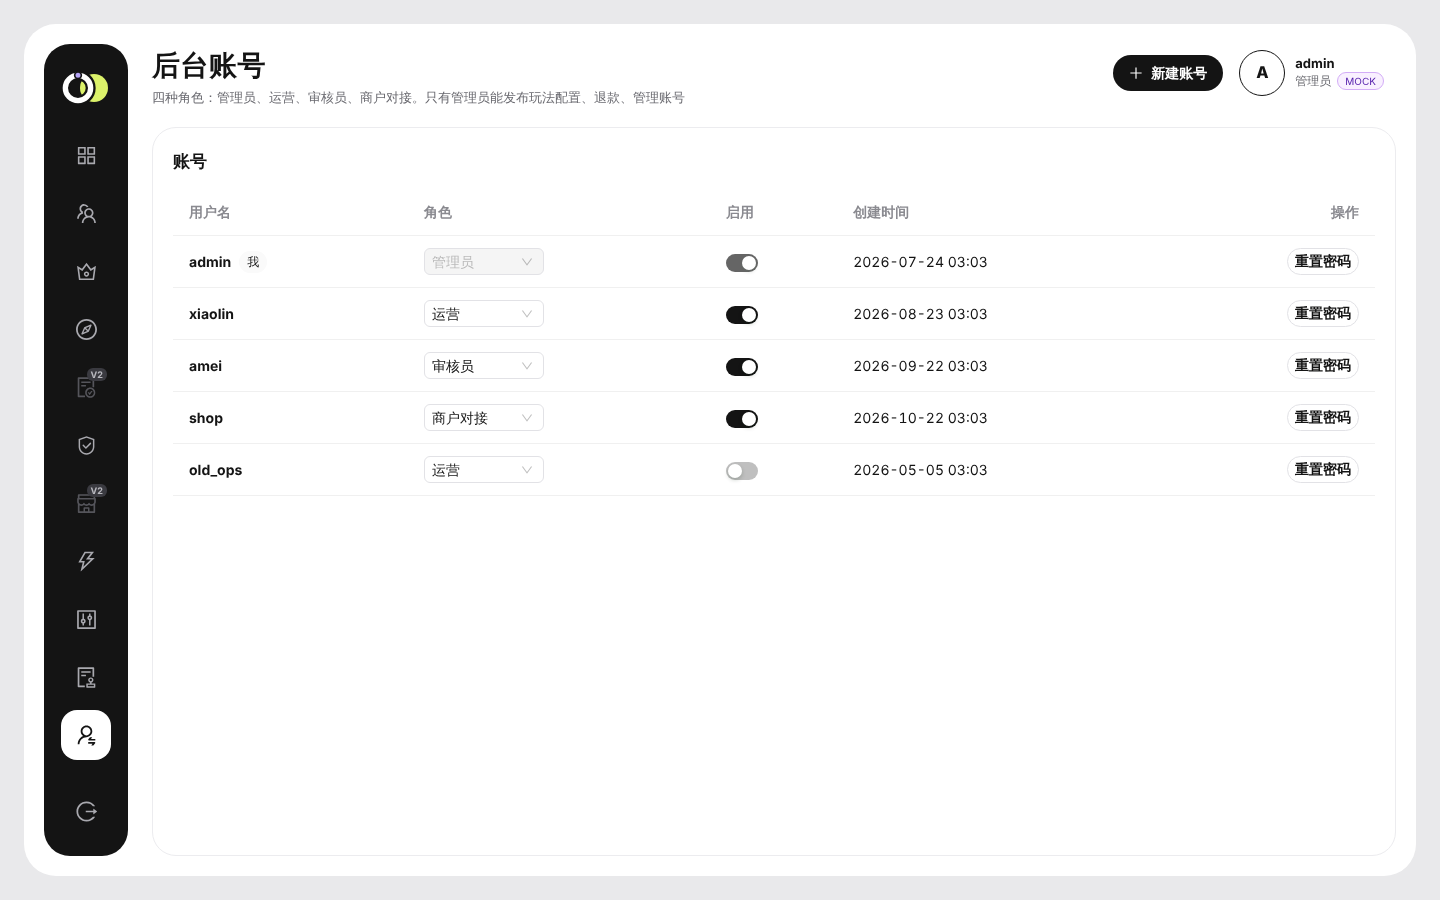 后台账号
四种角色：管理员、运营、审核员、商户对接。只有管理员能发布玩法配置、退款、管理账号
新建账号
A
admin
管理员 MOCK
V2
V2
账号
用户名 角色 启用 创建时间 操作
admin 我 管理员 2026-07-24 03:03 重置密码
xiaolin 运营 2026-08-23 03:03 重置密码
amei 审核员 2026-09-22 03:03 重置密码
shop 商户对接 2026-10-22 03:03 重置密码
old_ops 运营 2026-05-05 03:03 重置密码